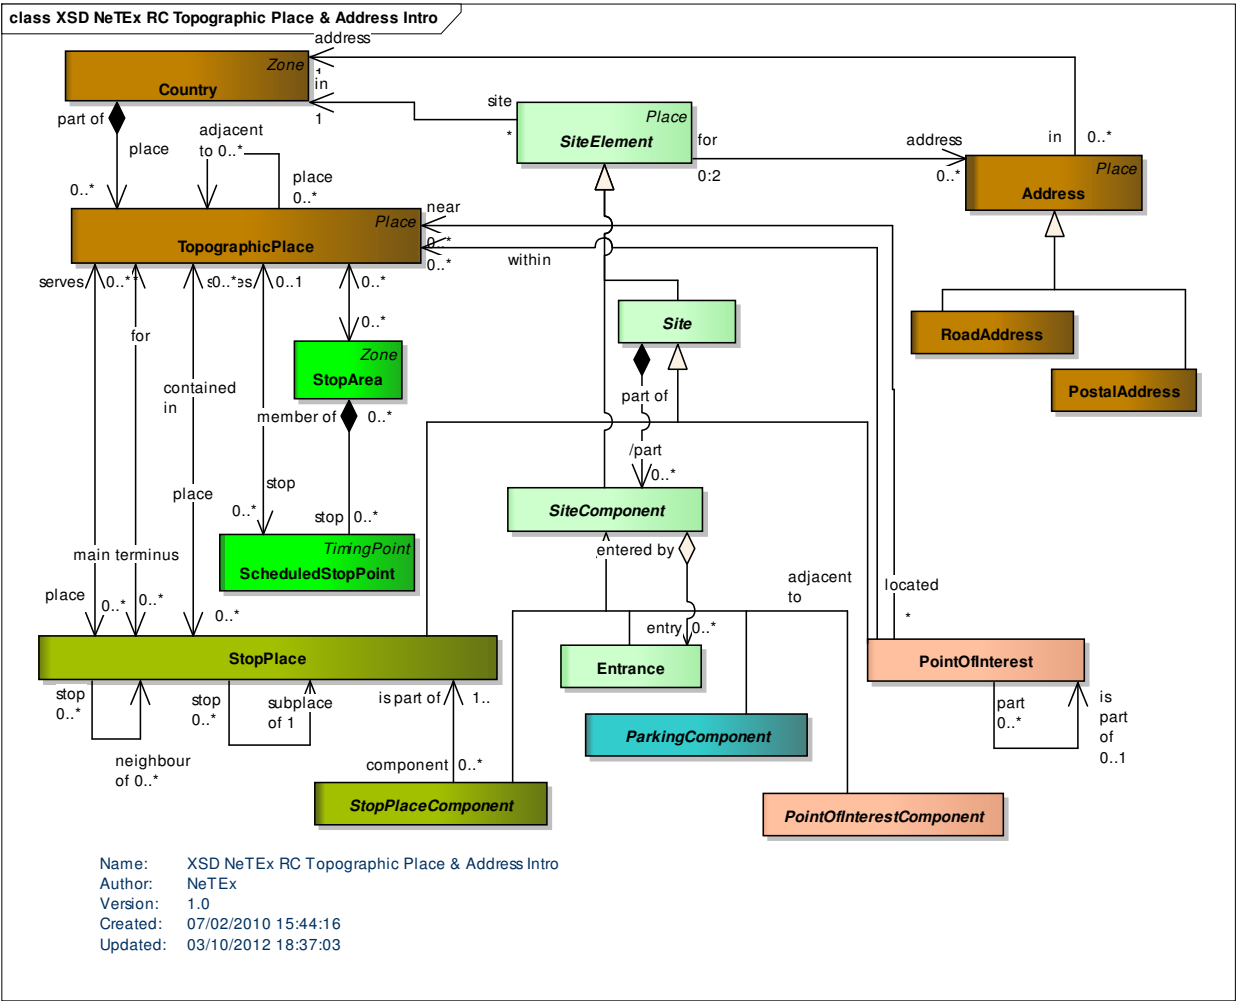 class XSD NeTEx RC Topographic Place & Address Intro
address
Zone
Country
1
in
1
part of
place
0..*
adjacent
to 0..*
place
0..*
site
*
Place
SiteElement
for
0:2
address
0..*
in
0..*
Place
Address
Place
TopographicPlace
near
0..*
0..*
within
serves
0..*
*
0..*
0..1
0..*
for
0..*
Site
RoadAddress
PostalAddress
Zone
StopArea
contained
in
member of
0..*
part of
/part
0..*
place
stop
0..*
stop
0..*
SiteComponent
TimingPoint
ScheduledStopPoint
main terminus
place
0..*
0..*
0..*
entered by
adjacent
to
located
*
entry
0..*
StopPlace
Entrance
PointOfInterest
stop
0..*
neighbour
of 0..*
stop
0..*
subplace
of 1
is part of
1..
component
0..*
ParkingComponent
part
0..*
is
part
of
0..1
StopPlaceComponent
PointOfInterestComponent
Name: XSD NeTEx RC Topographic Place & Address Intro
Author: NeTEx
Version: 1.0
Created: 07/02/2010 15:44:16
Updated: 03/10/2012 18:37:03